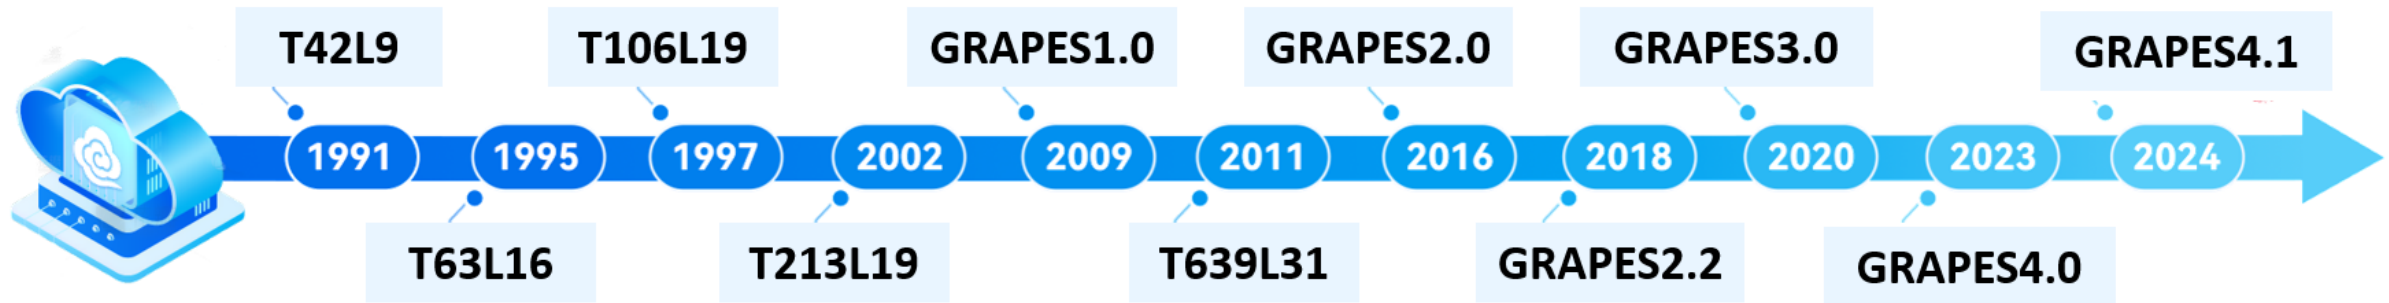 T42L9
T106L19
GRAPES1.0
GRAPES2.0
GRAPES3.0
GRAPES4.1
1991
1995
1997
2002
2009
2011
2016
2018
2020
2023
2024
T63L16
T213L19
T639L31
GRAPES2.2
GRAPES4.0